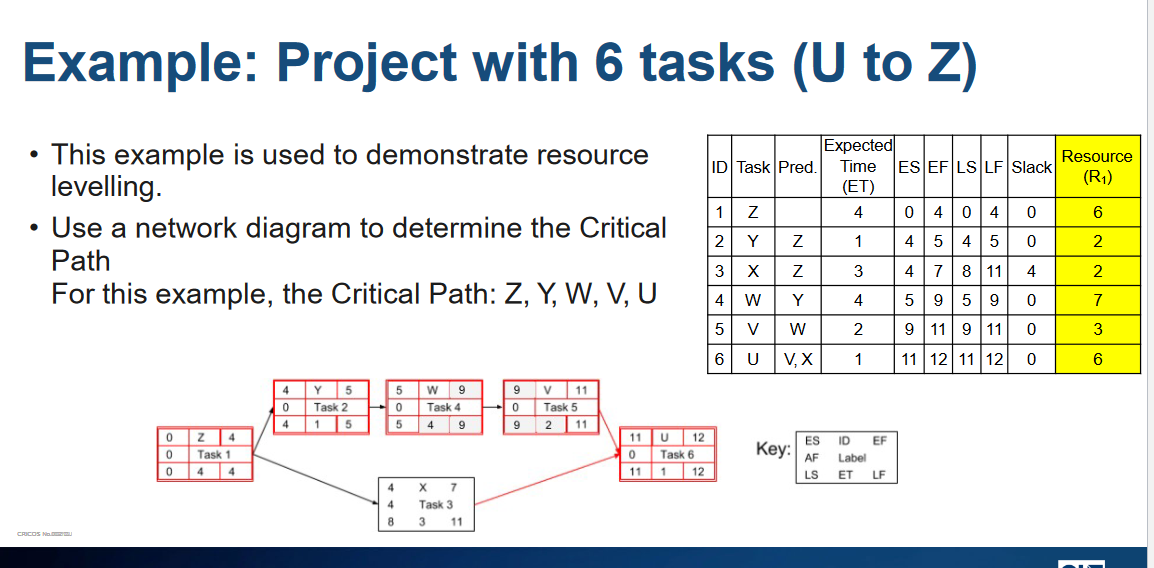 Example: Project with 6 tasks (U to Z)
• This example is used to demonstrate resource
levelling.
• Use a network diagram to determine the Critical
Path
For this example, the Critical Path: Z, Y, W, V, U
ID Task Pred. Expected Time (ET) ES EF LS LF Slack Resource (R₁)
1 Z 4 0 4 0 4 0 6
2 Y Z 1 4 5 4 5 0 2
3 X Z 3 4 7 8 11 4 2
4 W Y 4 5 9 5 9 0 7
5 V W 2 9 11 9 11 0 3
6 U V, X 1 11 12 11 12 0 6
0 Z 4
0 Task 1
0 4 4
4 Y 5
0 Task 2
4 1 5
5 W 9
0 Task 4
5 4 9
9 V 11
0 Task 5
9 2 11
4 X 7
4 Task 3
8 3 11
11 U 12
0 Task 6
11 1 12
Key:
ES ID EF
AF Label
LS ET LF
CRICOS No.